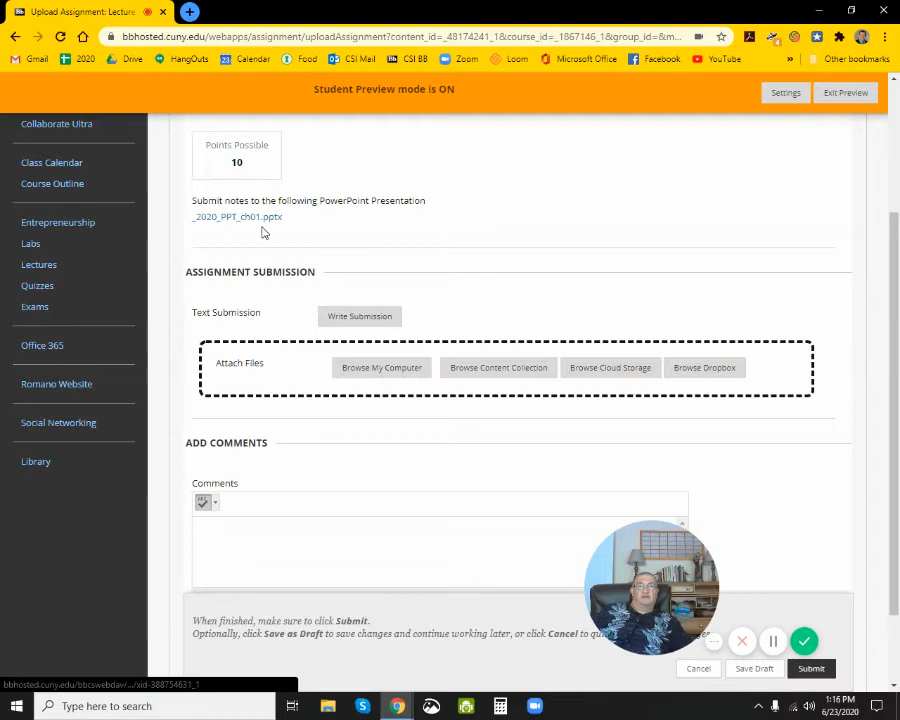 Bb
Upload Assignment: Lecture
bbhosted.cuny.edu/webapps/assignment/uploadAssignment?content_id=_48174241_1&course_id=_1867146_1&group_id=&m...
Gmail 2020 Drive HangOuts Calendar Food CSI Mail CSI BB Zoom Loom Microsoft Office Facebook YouTube » Other bookmarks
Student Preview mode is ON
Settings
Exit Preview
Collaborate Ultra
Class Calendar
Course Outline
Entrepreneurship
Labs
Lectures
Quizzes
Exams
Office 365
Romano Website
Social Networking
Library
Points Possible
10
Submit notes to the following PowerPoint Presentation
_2020_PPT_ch01.pptx
ASSIGNMENT SUBMISSION
Text Submission
Write Submission
Attach Files
Browse My Computer
Browse Content Collection
Browse Cloud Storage
Browse Dropbox
ADD COMMENTS
Comments
When finished, make sure to click Submit.
Optionally, click Save as Draft to save changes and continue working later, or click Cancel to
Cancel
Save Draft
Submit
bbhosted.cuny.edu/bbcswebdav/.../xid-388754631_1
Type here to search
1:16 PM
6/23/2020